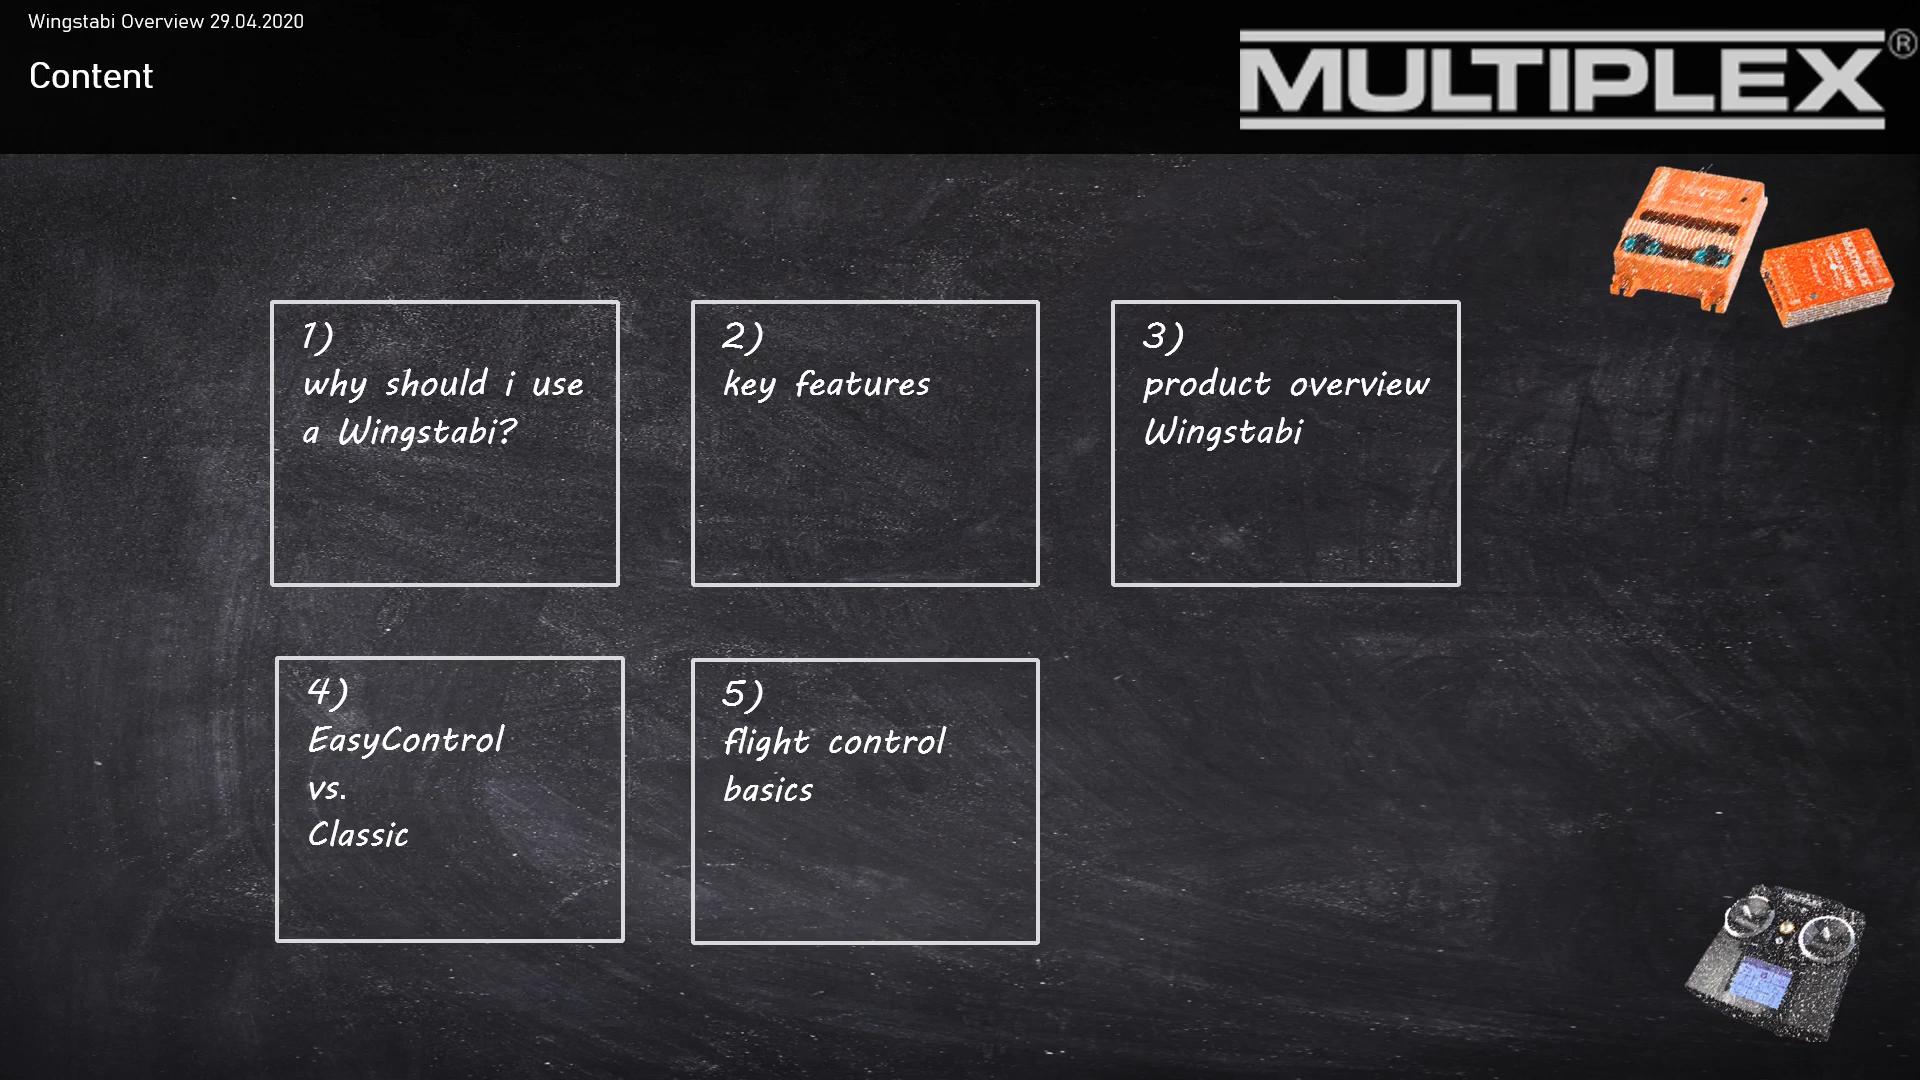 Wingstabi Overview 29.04.2020
Content
MULTIPLEX®
1)
why should i use
a Wingstabi?
2)
key features
3)
product overview
Wingstabi
4)
EasyControl
vs.
Classic
5)
flight control
basics
MULTIPLEX